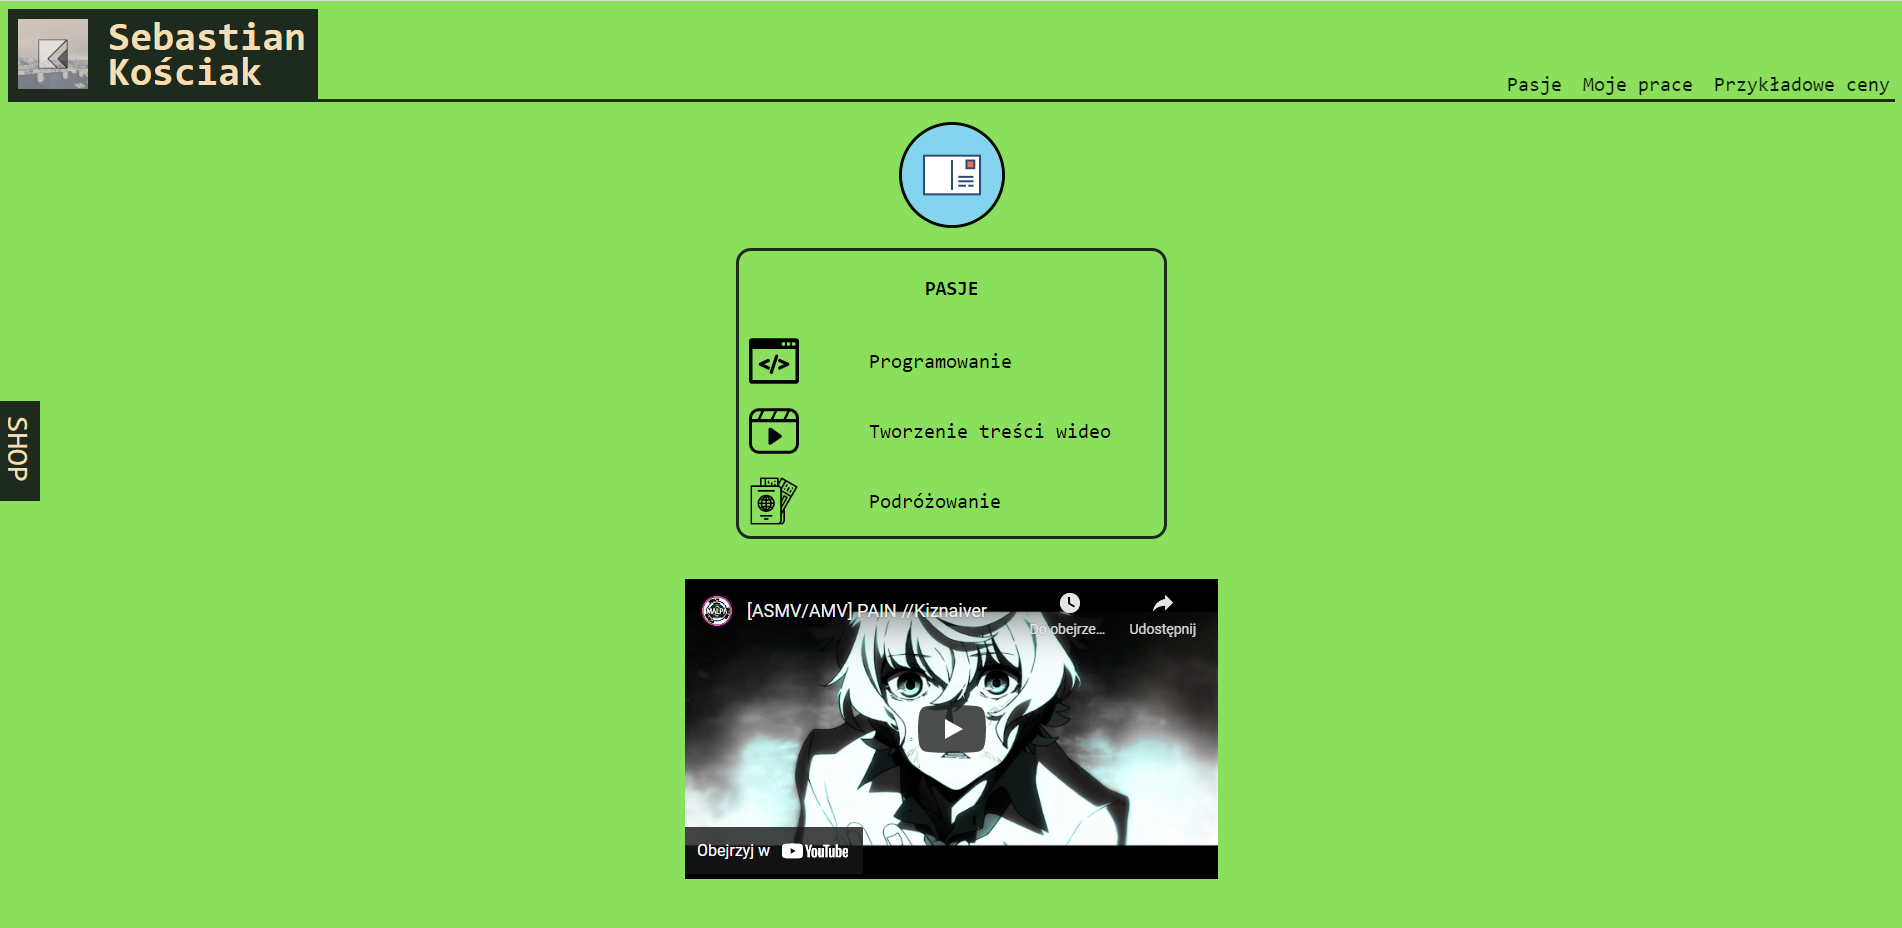 Sebastian
Kościak
Pasje Moje prace Przykładowe ceny
PASJE
</>
Programowanie
Tworzenie treści wideo
Podróżowanie
SHOP
MAŁPA
[ASMV/AMV] PAIN //Kiznaiver
Do obejrze...
Udostępnij
Obejrzyj w YouTube